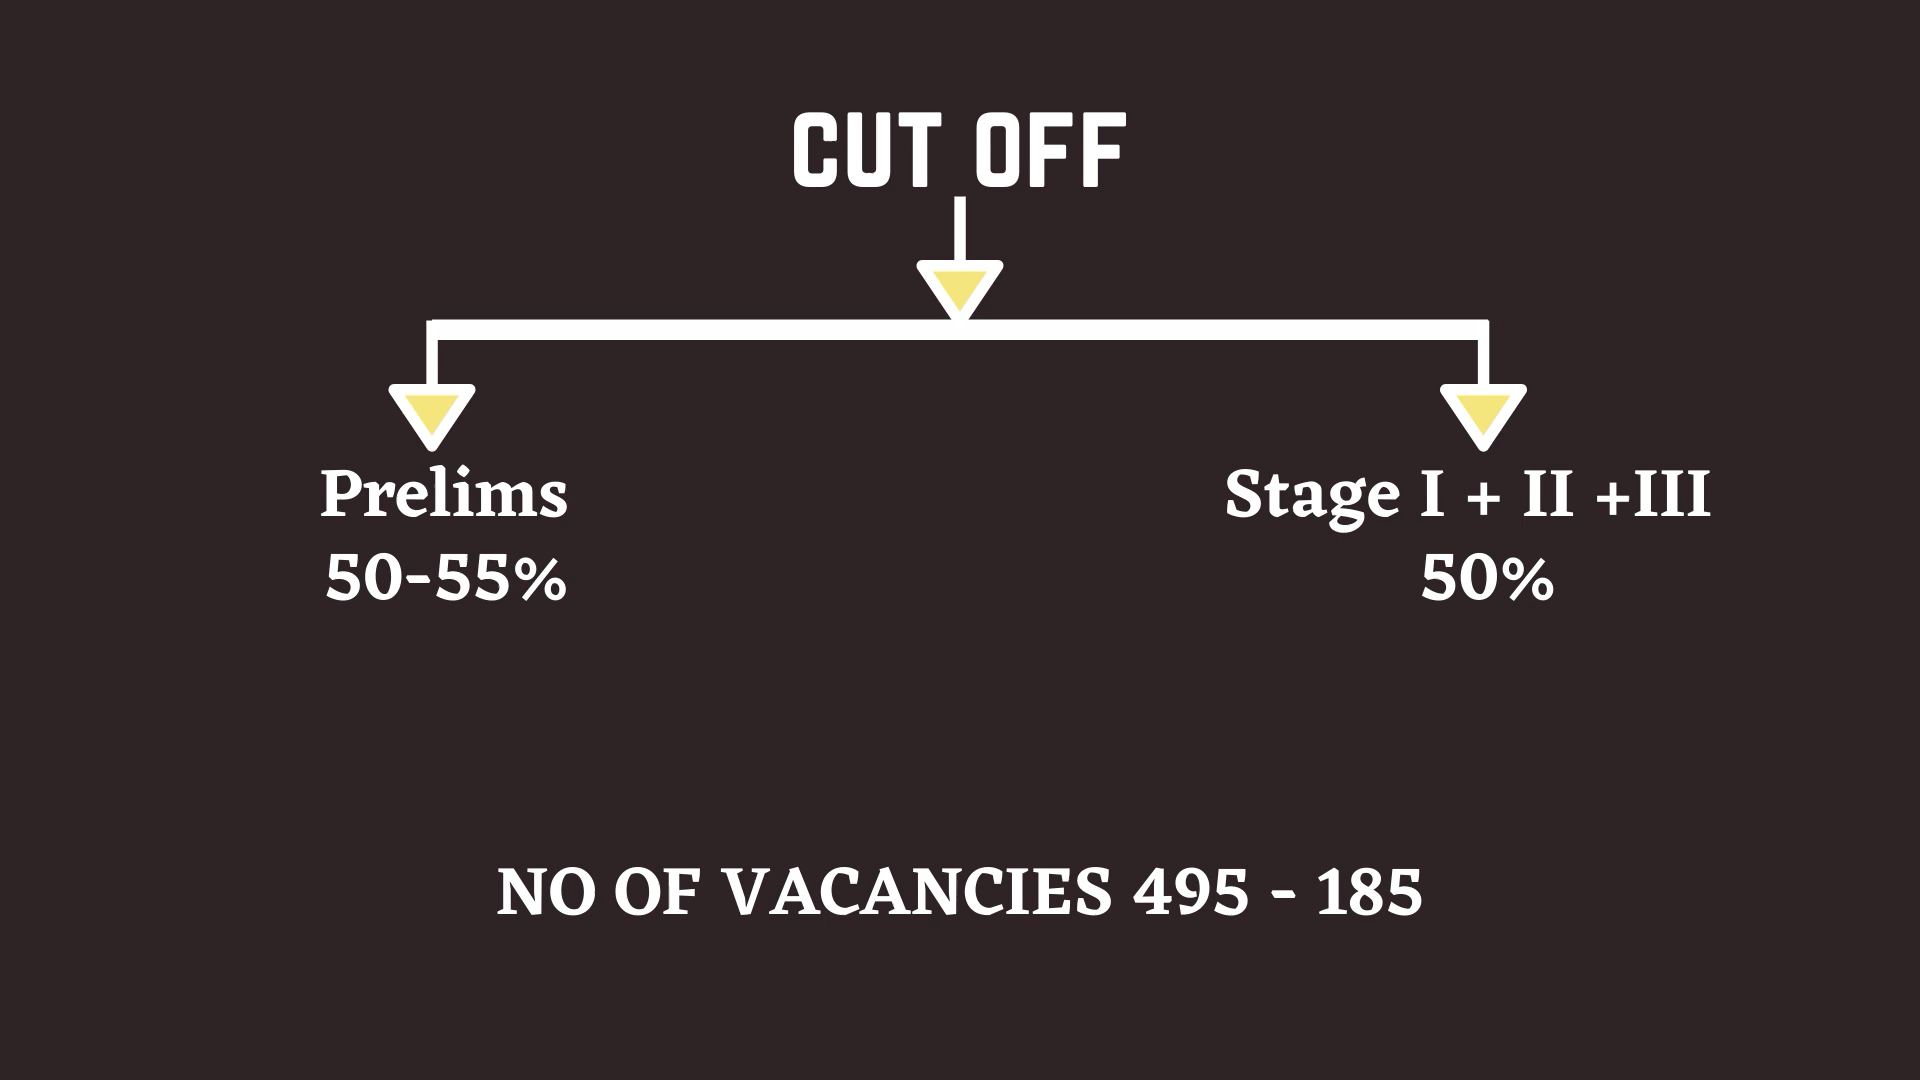 CUT OFF
Prelims
50-55%
Stage I + II +III
50%
NO OF VACANCIES 495 - 185